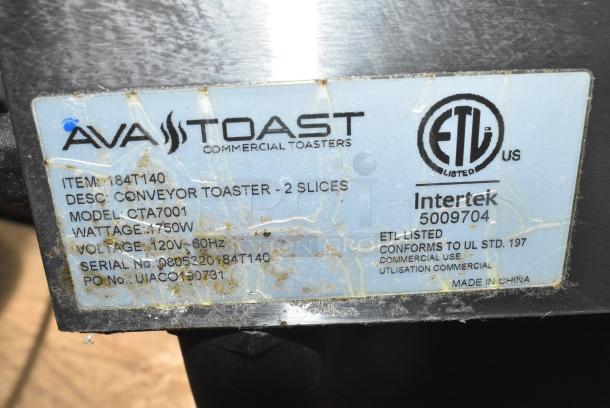 AVA TOAST
COMMERCIAL TOASTERS
ITEM: 184T140
DESC: CONVEYOR TOASTER - 2 SLICES
MODEL: CTA7001
WATTAGE: 1750W
VOLTAGE: 120V~60Hz
SERIAL No.:0805320184T140
PO No.: UIACO190731
ETL
LISTED
US
Intertek
5009704
ETL LISTED
CONFORMS TO UL STD. 197
COMMERCIAL USE
UTLISATION COMMERCIAL
MADE IN CHINA